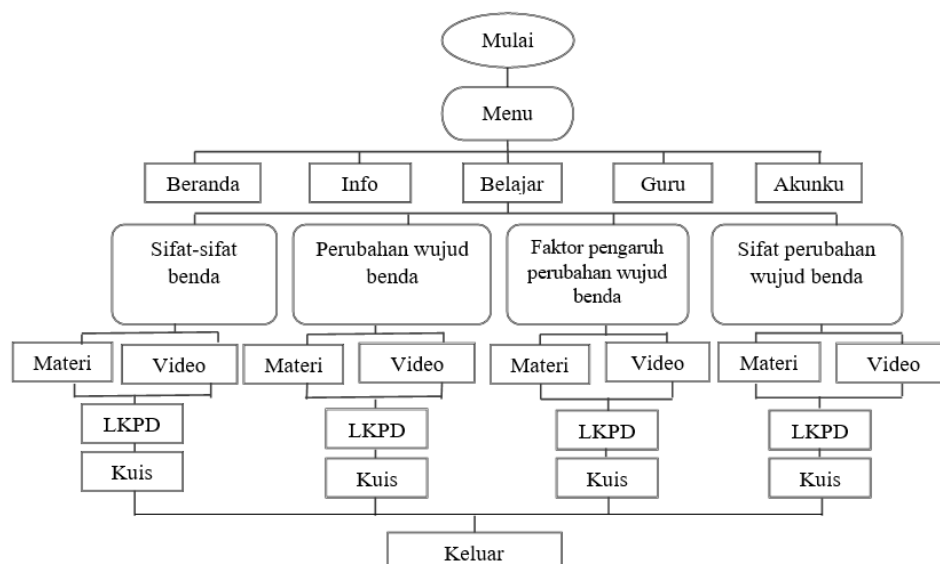 Mulai
Menu
Beranda
Info
Belajar
Guru
Akunku
Sifat-sifat
benda
Perubahan wujud
benda
Faktor pengaruh
perubahan wujud
benda
Sifat perubahan
wujud benda
Materi
Video
Materi
Video
Materi
Video
Materi
Video
LKPD
LKPD
LKPD
LKPD
Kuis
Kuis
Kuis
Kuis
Keluar